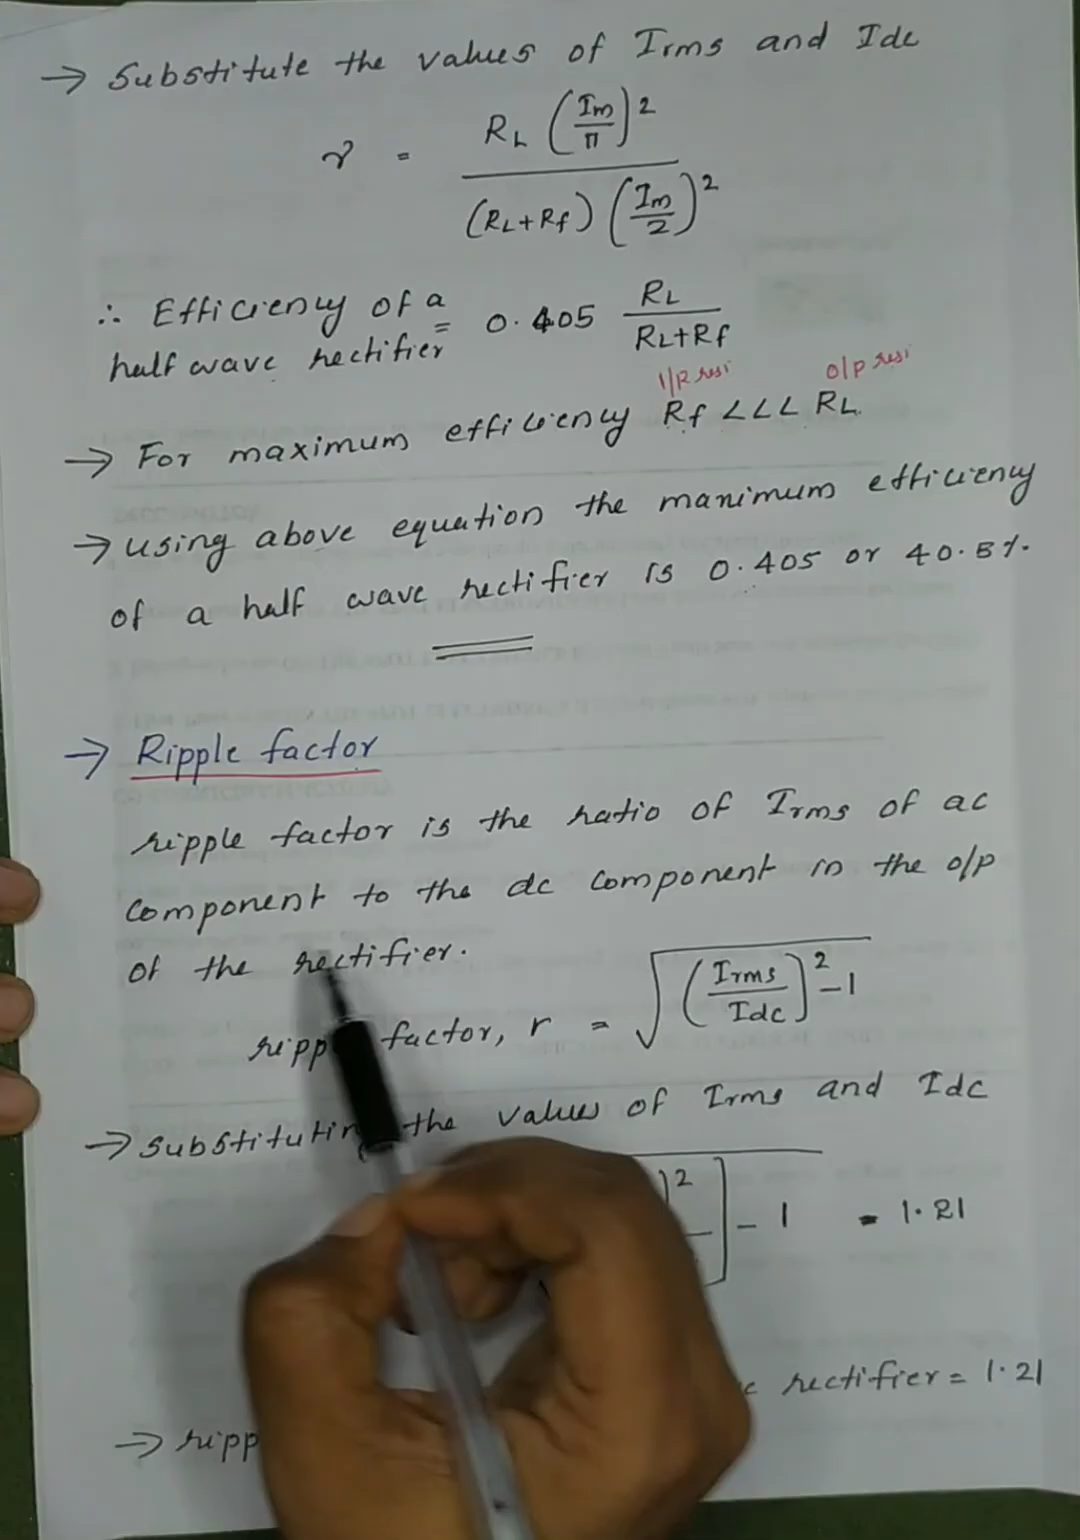 → Substitute the values of Irms and Idc
r = RL (Im/π)² / (RL+Rf) (Im/2)²
∴ Efficiency of a half wave rectifier = 0.405 RL / RL+Rf
i/p resi o/p resi
→ For maximum efficiency Rf <<< RL
→ using above equation the manimum efficiency
of a half wave rectifier is 0.405 or 40.5%.
→ Ripple factor
ripple factor is the ratio of Irms of ac
component to the dc component in the o/p
of the rectifier.
factor, r = √(Irms/Idc)² - 1
→ substituting the values of Irms and Idc
)² ] - 1 = 1.21
rectifier = 1.21
→ ripp